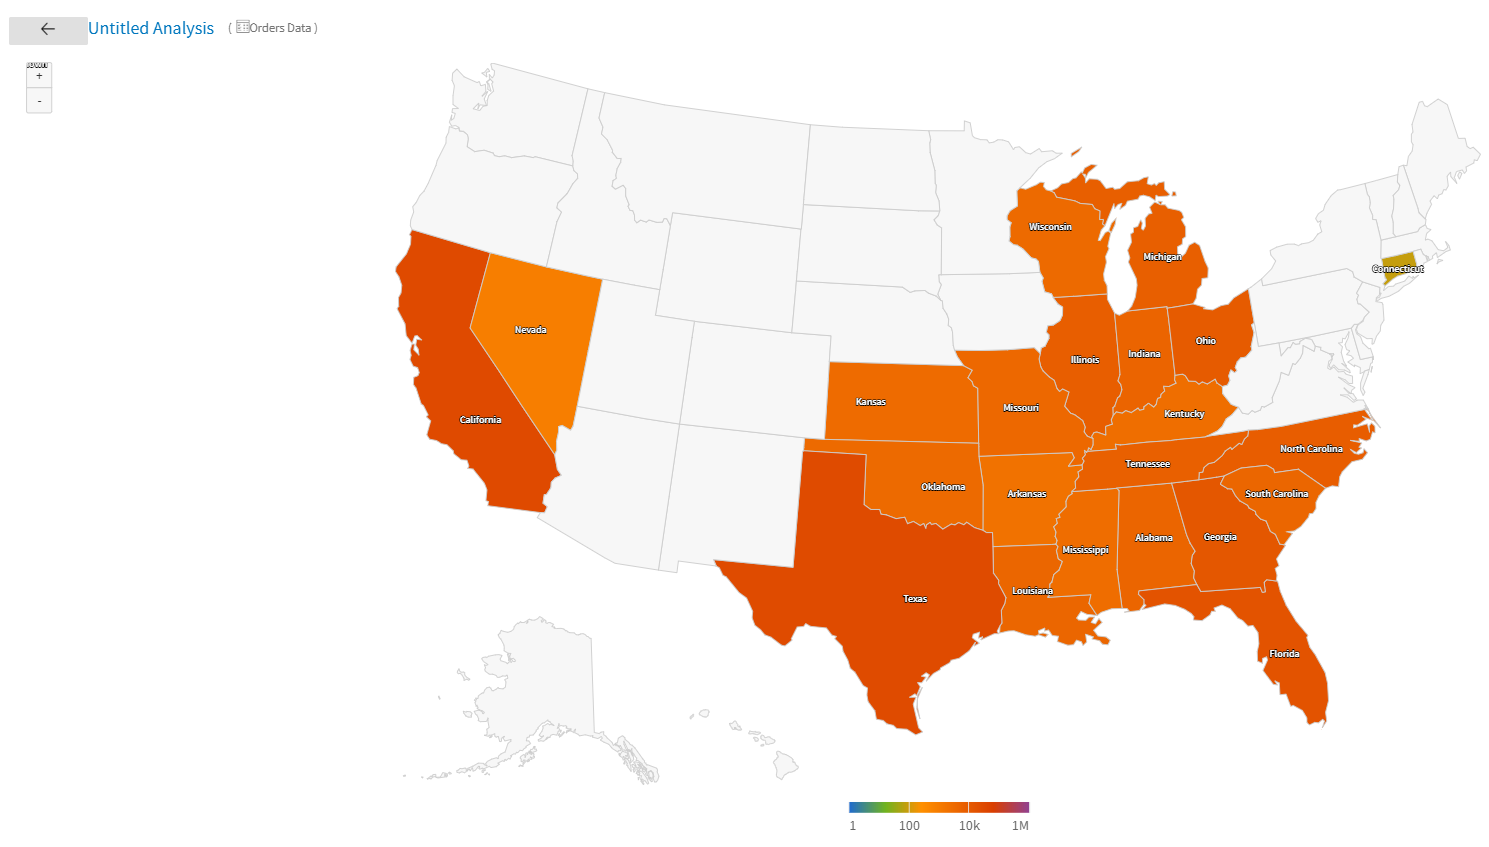 Untitled Analysis ( Orders Data )
+
-
Wisconsin
Michigan
Connecticut
Nevada
Ohio
Indiana
Illinois
Kansas
Missouri
Kentucky
California
North Carolina
Tennessee
Oklahoma
Arkansas
South Carolina
Alabama
Georgia
Mississippi
Louisiana
Texas
Florida
1 100 10k 1M